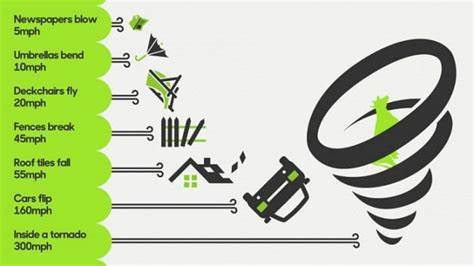 Newspapers blow
5mph
Umbrellas bend
10mph
Deckchairs fly
20mph
Fences break
45mph
Roof tiles fall
55mph
Cars flip
160mph
Inside a tornado
300mph